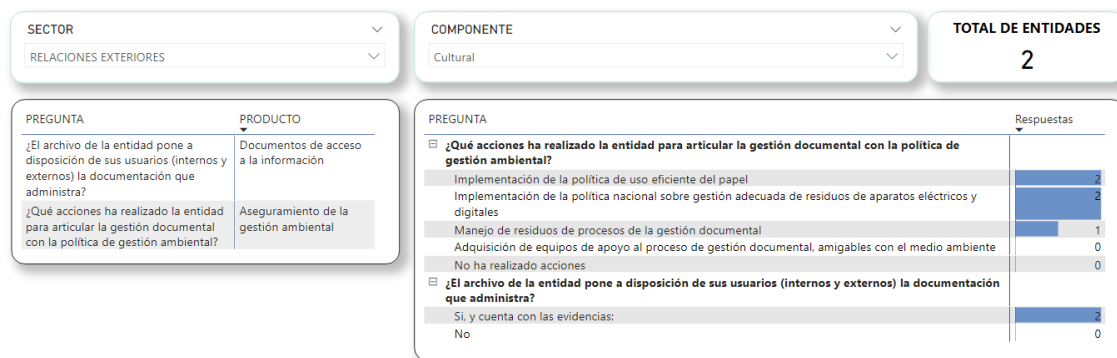 SECTOR
RELACIONES EXTERIORES
COMPONENTE
Cultural
TOTAL DE ENTIDADES
2
PREGUNTA PRODUCTO
¿El archivo de la entidad pone a
disposición de sus usuarios (internos y
externos) la documentación que
administra?
Documentos de acceso
a la información
¿Qué acciones ha realizado la entidad
para articular la gestión documental
con la política de gestión ambiental?
Aseguramiento de la
gestión ambiental
PREGUNTA Respuestas
¿Qué acciones ha realizado la entidad para articular la gestión documental con la política de
gestión ambiental?
Implementación de la política de uso eficiente del papel 2
Implementación de la política nacional sobre gestión adecuada de residuos de aparatos eléctricos y 2
digitales
Manejo de residuos de procesos de la gestión documental 1
Adquisición de equipos de apoyo al proceso de gestión documental, amigables con el medio ambiente 0
No ha realizado acciones 0
¿El archivo de la entidad pone a disposición de sus usuarios (internos y externos) la documentación
que administra?
Si, y cuenta con las evidencias: 2
No 0